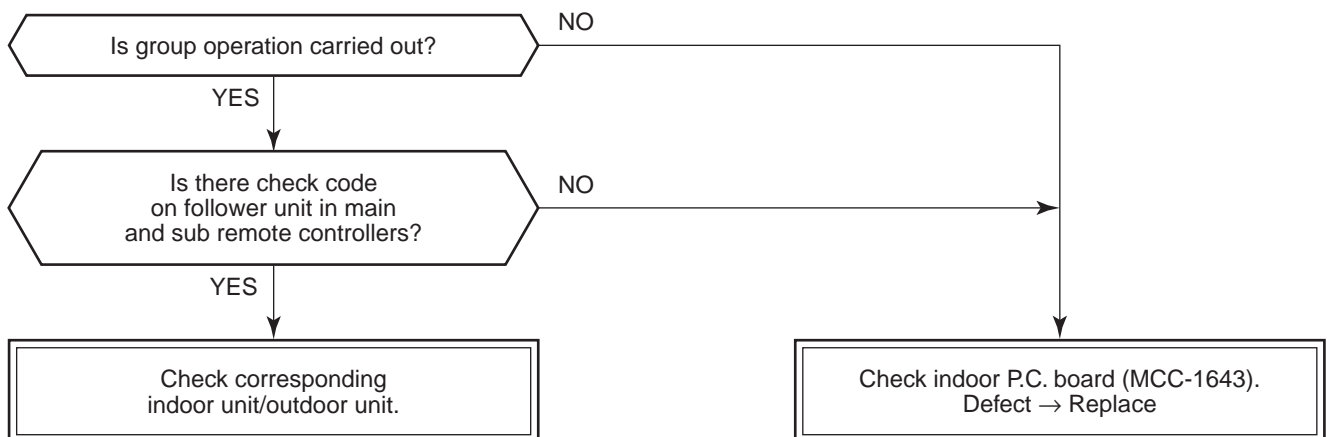 Is group operation carried out?
NO
YES
Is there check code
on follower unit in main
and sub remote controllers?
NO
YES
Check corresponding
indoor unit/outdoor unit.
Check indoor P.C. board (MCC-1643).
Defect → Replace